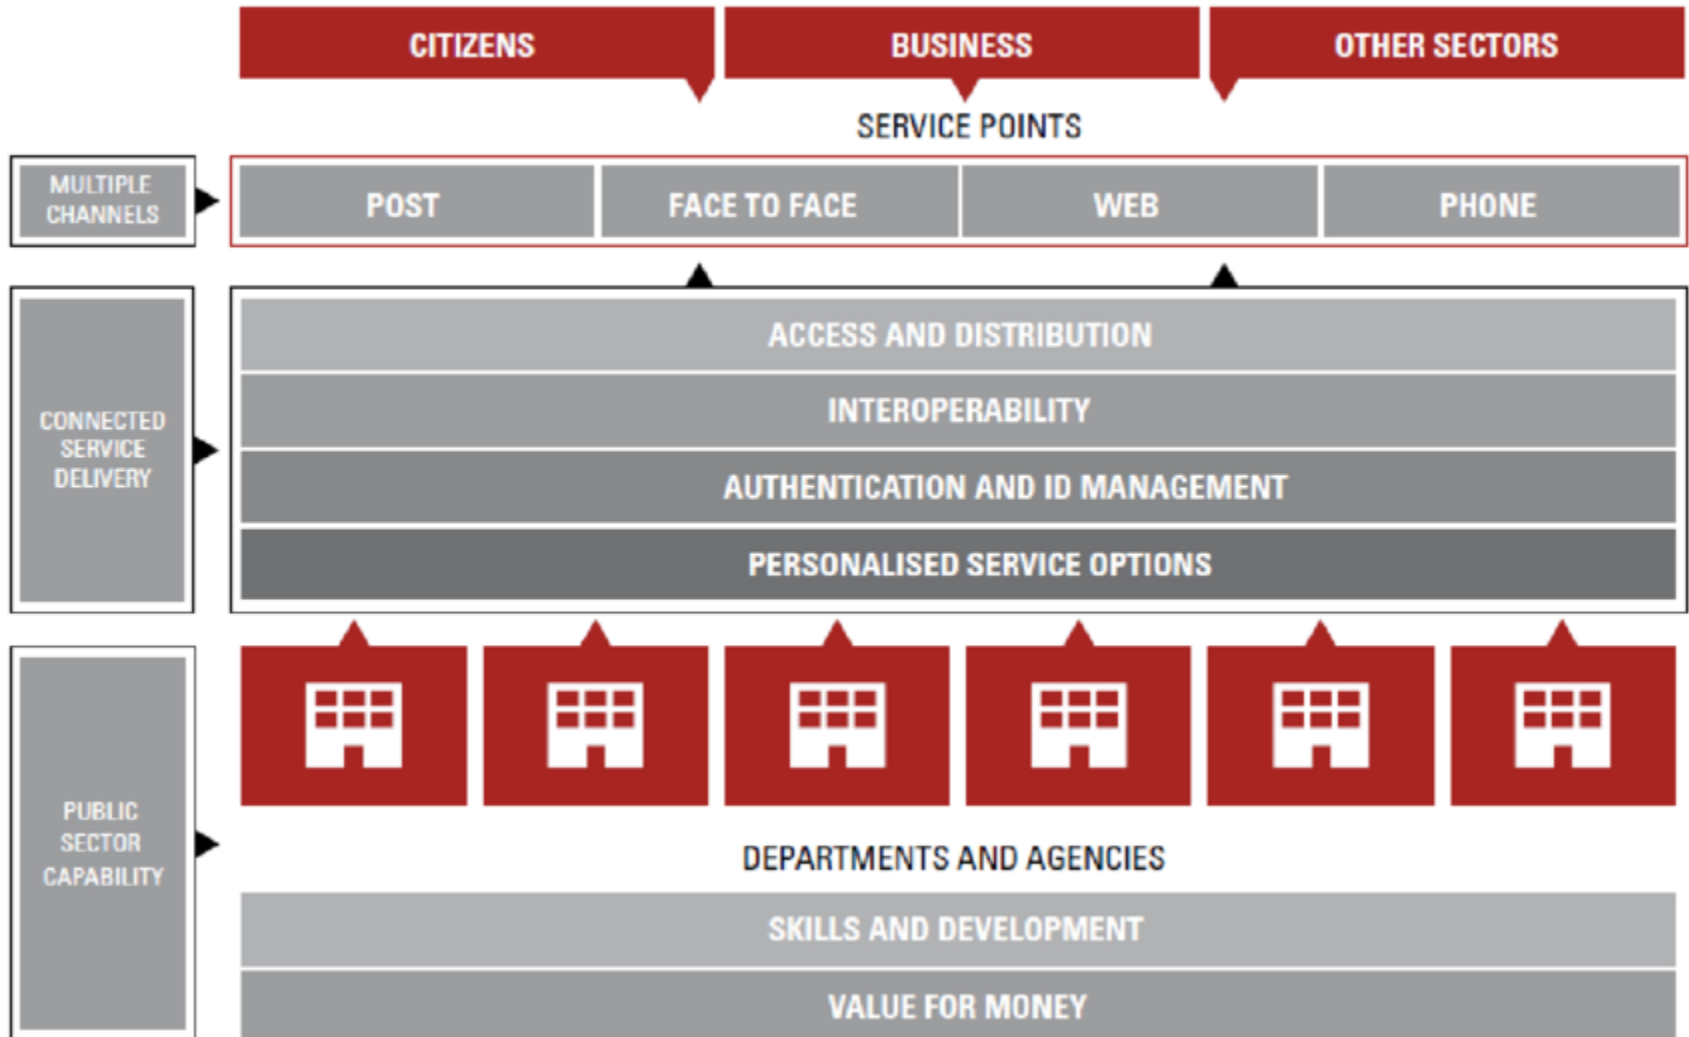 CITIZENS
BUSINESS
OTHER SECTORS
SERVICE POINTS
MULTIPLE
CHANNELS
POST
FACE TO FACE
WEB
PHONE
CONNECTED
SERVICE
DELIVERY
ACCESS AND DISTRIBUTION
INTEROPERABILITY
AUTHENTICATION AND ID MANAGEMENT
PERSONALISED SERVICE OPTIONS
PUBLIC
SECTOR
CAPABILITY
DEPARTMENTS AND AGENCIES
SKILLS AND DEVELOPMENT
VALUE FOR MONEY